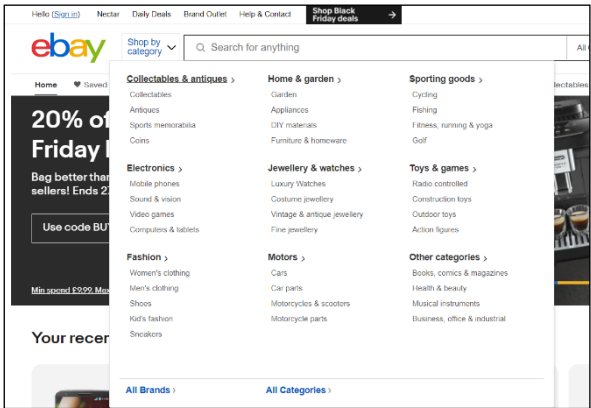 Hello (Sign in) Nectar Daily Deals Brand Outlet Help & Contact Shop Black Friday deals →
ebay Shop by category Search for anything All
Home Saved
Collectables & antiques >
Collectables
Antiques
Sports memorabilia
Coins
Home & garden >
Garden
Appliances
DIY materials
Furniture & homeware
Sporting goods >
Cycling
Fishing
Fitness, running & yoga
Golf
Electronics >
Mobile phones
Sound & vision
Video games
Computers & tablets
Jewellery & watches >
Luxury Watches
Costume jewellery
Vintage & antique jewellery
Fine jewellery
Toys & games >
Radio controlled
Construction toys
Outdoor toys
Action figures
Fashion >
Women's clothing
Men's clothing
Shoes
Kid's fashion
Sneakers
Motors >
Cars
Car parts
Motorcycles & scooters
Motorcycle parts
Other categories >
Books, comics & magazines
Health & beauty
Musical instruments
Business, office & industrial
All Brands >
All Categories >
20% of
Friday
Bag better than
sellers! Ends 2
Use code BU
Min spend £9.99. Max
Your recen
lectables